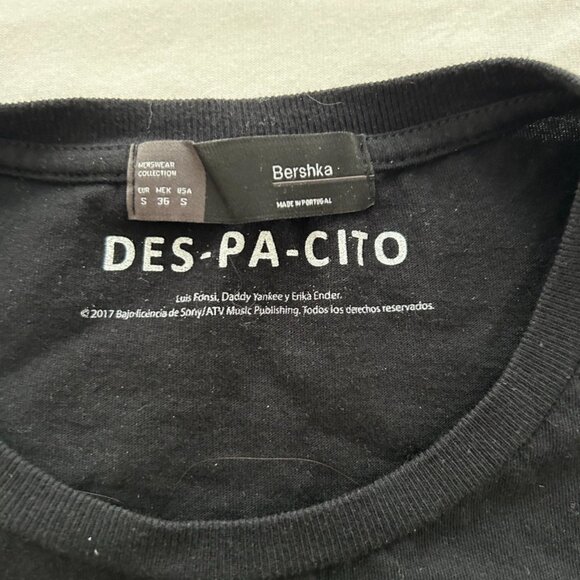 MENSWEAR
COLLECTION
EUR MEX USA
S 36 S
Bershka
MADE IN PORTUGAL
DES-PA-CITO
Luis Fonsi, Daddy Yankee y Erika Ender.
©2017 Bajo licencia de Sony/ATV Music Publishing. Todos los derechos reservados.